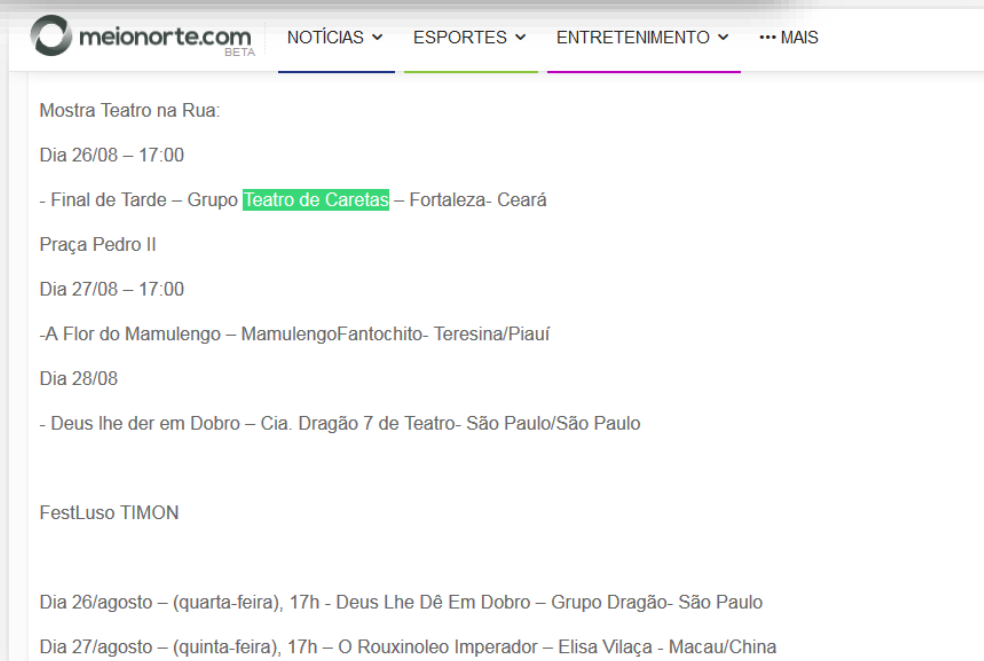 meionorte.com
BETA
NOTÍCIAS
ESPORTES
ENTRETENIMENTO
••• MAIS
Mostra Teatro na Rua:
Dia 26/08 – 17:00
- Final de Tarde – Grupo Teatro de Caretas – Fortaleza- Ceará
Praça Pedro II
Dia 27/08 – 17:00
-A Flor do Mamulengo – MamulengoFantochito- Teresina/Piauí
Dia 28/08
- Deus lhe der em Dobro – Cia. Dragão 7 de Teatro- São Paulo/São Paulo
FestLuso TIMON
Dia 26/agosto – (quarta-feira), 17h - Deus Lhe Dê Em Dobro – Grupo Dragão- São Paulo
Dia 27/agosto – (quinta-feira), 17h – O Rouxinoleo Imperador – Elisa Vilaça - Macau/China